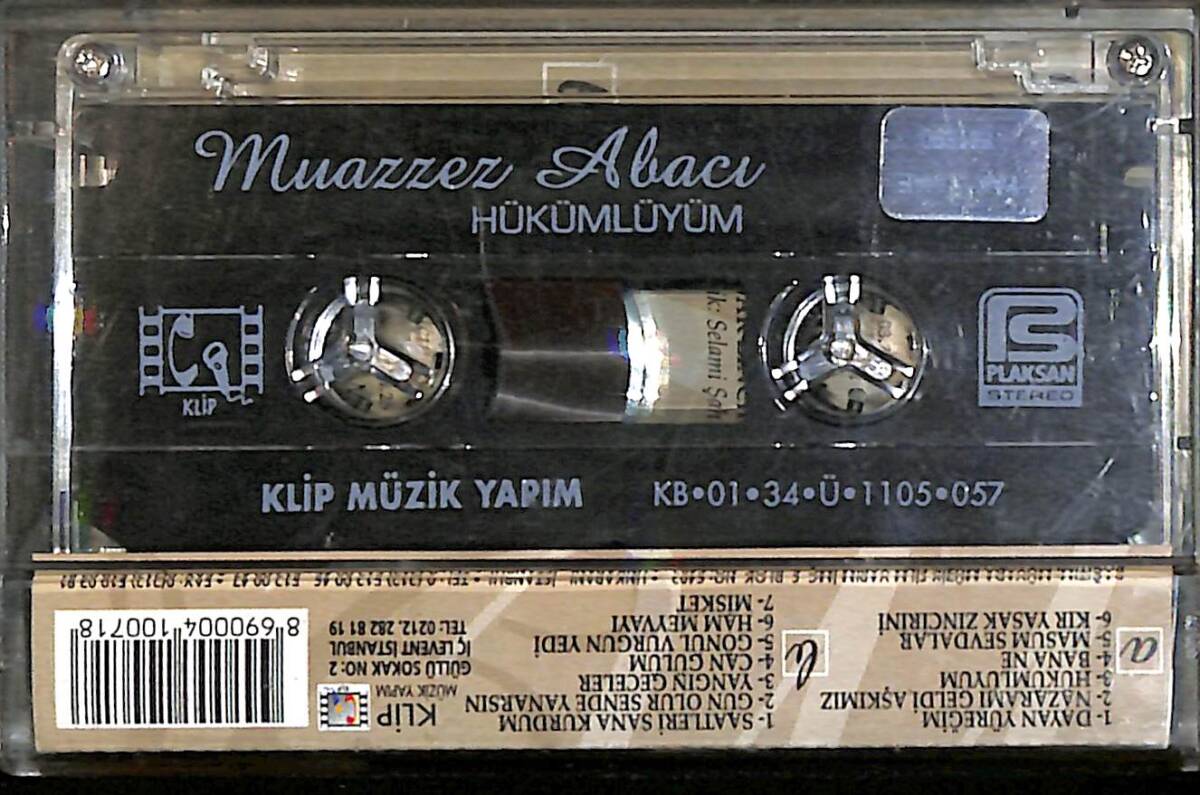 Muazzez Abacı
HÜKÜMLÜYÜM
KLİP
ik: Selami Şah
PLAKSAN
STEREO
KLİP MÜZİK YAPIM
KB•01•34•Ü•1105•057
a
1- DAYAN YÜREĞİM
2- NAZARAMI GELDİ AŞKIMIZ
3- HÜKÜMLÜYÜM
4- BANA NE
5- MASUM SEVDALAR
6- KIR YASAK ZİNCİRİNİ
b
1- SAATLERİ SANA KURDUM
2- GÜN OLUR SENDE YANARSIN
3- YANGIN GECELER
4- CAN GÜLÜM
5- GÖNÜL VURGUN YEDİ
6- HAM MEYVAYI
7- MİSKET
KLİP
MÜZİK YAPIM
GÜLLÜ SOKAK NO: 2
İÇ LEVENT İSTANBUL
TEL: 0212. 282 81 19
8 690004 100718